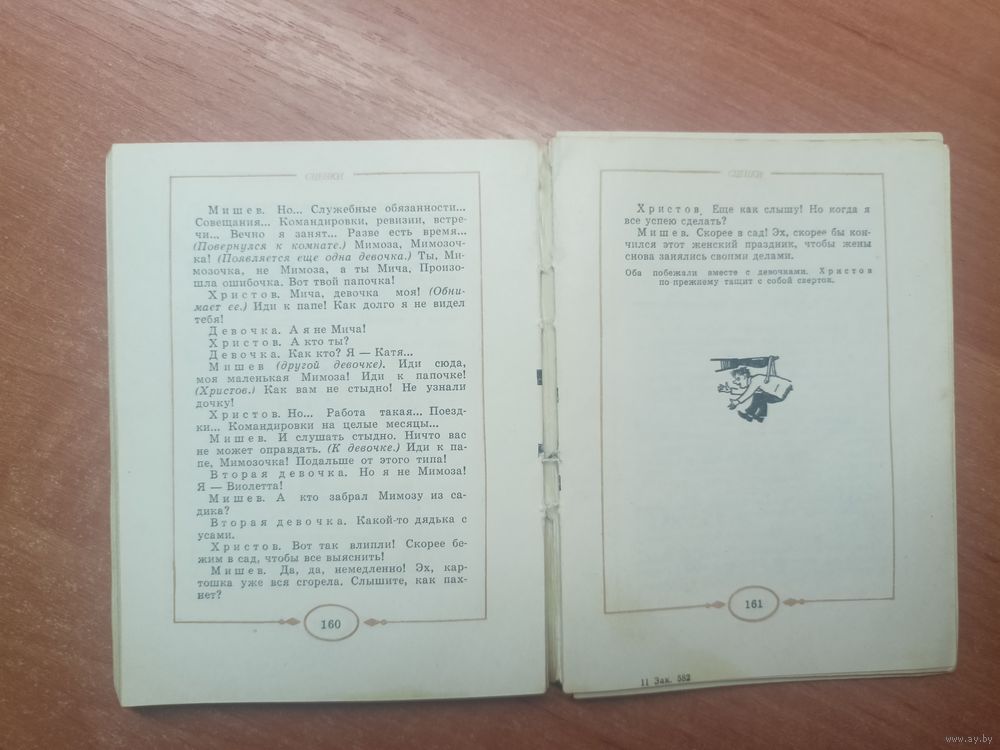 СЦЕНКИ
Мишев. Но... Служебные обязанности...
Совещания... Командировки, ревизии, встре-
чи... Вечно я занят... Разве есть время...
(Повернулся к комнате.) Мимоза, Мимозоч-
ка! (Появляется еще одна девочка.) Ты, Ми-
мозочка, не Мимоза, а ты Мича. Произо-
шла ошибочка. Вот твой папочка!
Христов. Мича, девочка моя! (Обни-
мает ее.) Иди к папе! Как долго я не видел
тебя!
Девочка. А я не Мича!
Христов. А кто ты?
Девочка. Как кто? Я — Катя...
Мишев (другой девочке). Иди сюда,
моя маленькая Мимоза! Иди к папочке!
(Христов.) Как вам не стыдно! Не узнали
дочку!
Христов. Но... Работа такая... Поезд-
ки... Командировки на целые месяцы...
Мишев. И слушать стыдно. Ничто вас
не может оправдать. (К девочке.) Иди к па-
пе, Мимозочка! Подальше от этого типа!
Вторая девочка. Но я не Мимоза!
Я — Виолетта!
Мишев. А кто забрал Мимозу из са-
дика?
Вторая девочка. Какой-то дядька с
усами.
Христов. Вот так влипли! Скорее бе-
жим в сад, чтобы все выяснить!
Мишев. Да, да, немедленно! Эх, кар-
тошка уже вся сгорела. Слышите, как пах-
нет?
160
СЦЕНКИ
Христов. Еще как слышу! Но когда я
все успею сделать?
Мишев. Скорее в сад! Эх, скорее бы кон-
чился этот женский праздник, чтобы жены
снова занялись своими делами.
Оба побежали вместе с девочками. Христов
по-прежнему тащит с собой сверток.
161
11 Зак. 582
www.ay.by